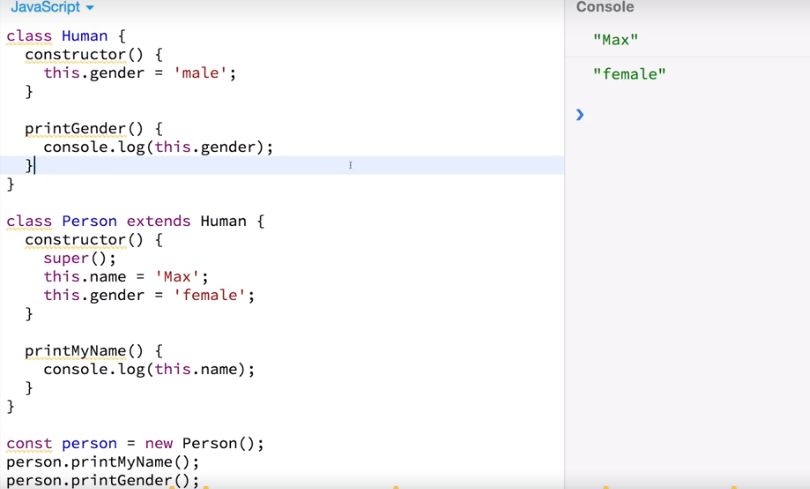 JavaScript
class Human {
  constructor() {
    this.gender = 'male';
  }

  printGender() {
    console.log(this.gender);
  }
}

class Person extends Human {
  constructor() {
    super();
    this.name = 'Max';
    this.gender = 'female';
  }

  printMyName() {
    console.log(this.name);
  }
}

const person = new Person();
person.printMyName();
person.printGender();
Console
"Max"
"female"